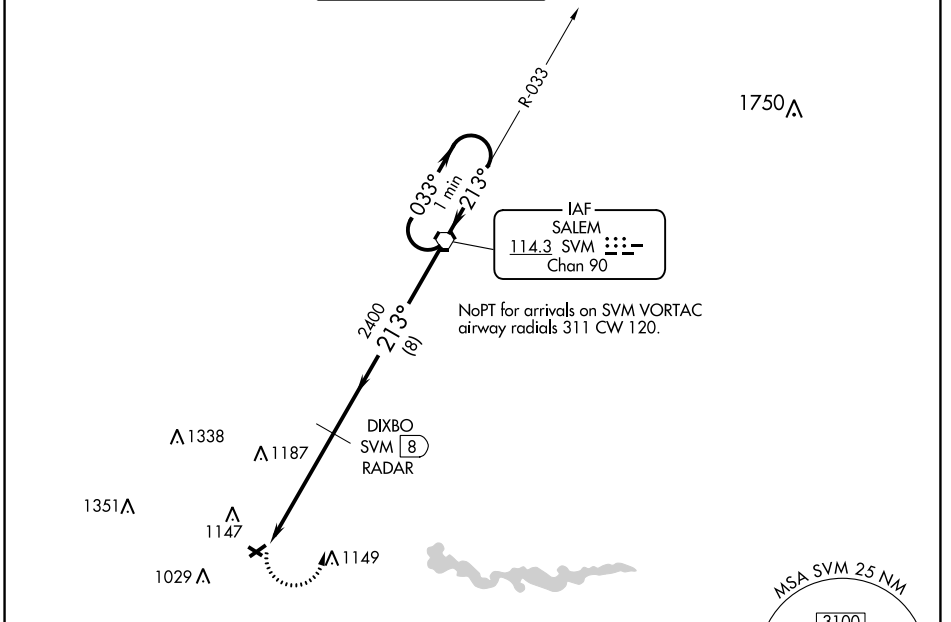 R-033
1750
033°
1 min
213°
IAF
SALEM
114.3 SVM
Chan 90
NoPT for arrivals on SVM VORTAC
airway radials 311 CW 120.
2400
213°
(8)
DIXBO
SVM 8
RADAR
1338
1187
1351
1147
1149
1029
MSA SVM 25 NM
3100